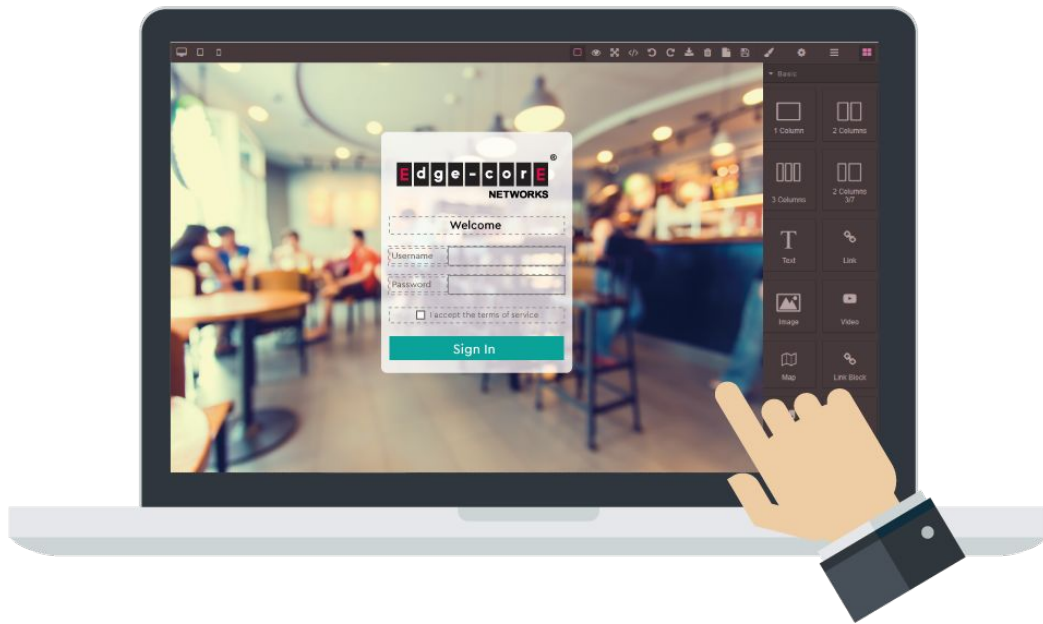 Basic
1 Column
2 Columns
3 Columns
2 Columns
3/7
Text
Link
Image
Video
Map
Link Block
Edge-corE®
NETWORKS
Welcome
Username
Password
I accept the terms of service
Sign In